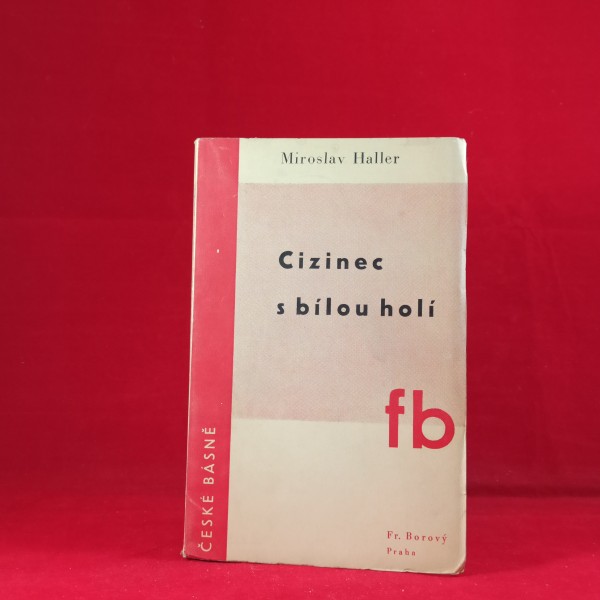 Miroslav Haller
Cizinec
s bílou holí
fb
ČESKÉ BÁSNĚ
Fr. Borový
Praha